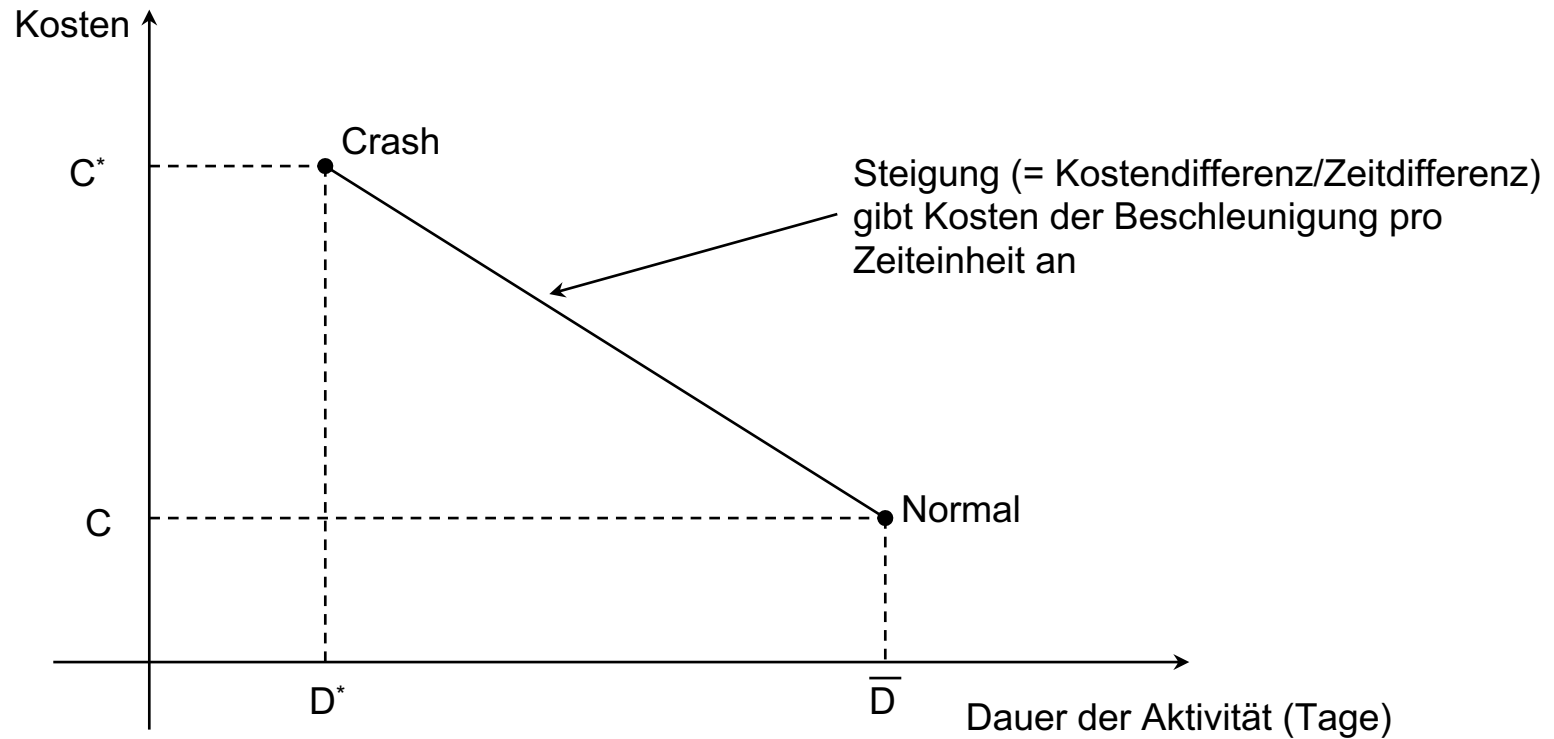 Kosten
Crash
C*
Steigung (= Kostendifferenz/Zeitdifferenz)
gibt Kosten der Beschleunigung pro
Zeiteinheit an
C
Normal
D*
D̅
Dauer der Aktivität (Tage)